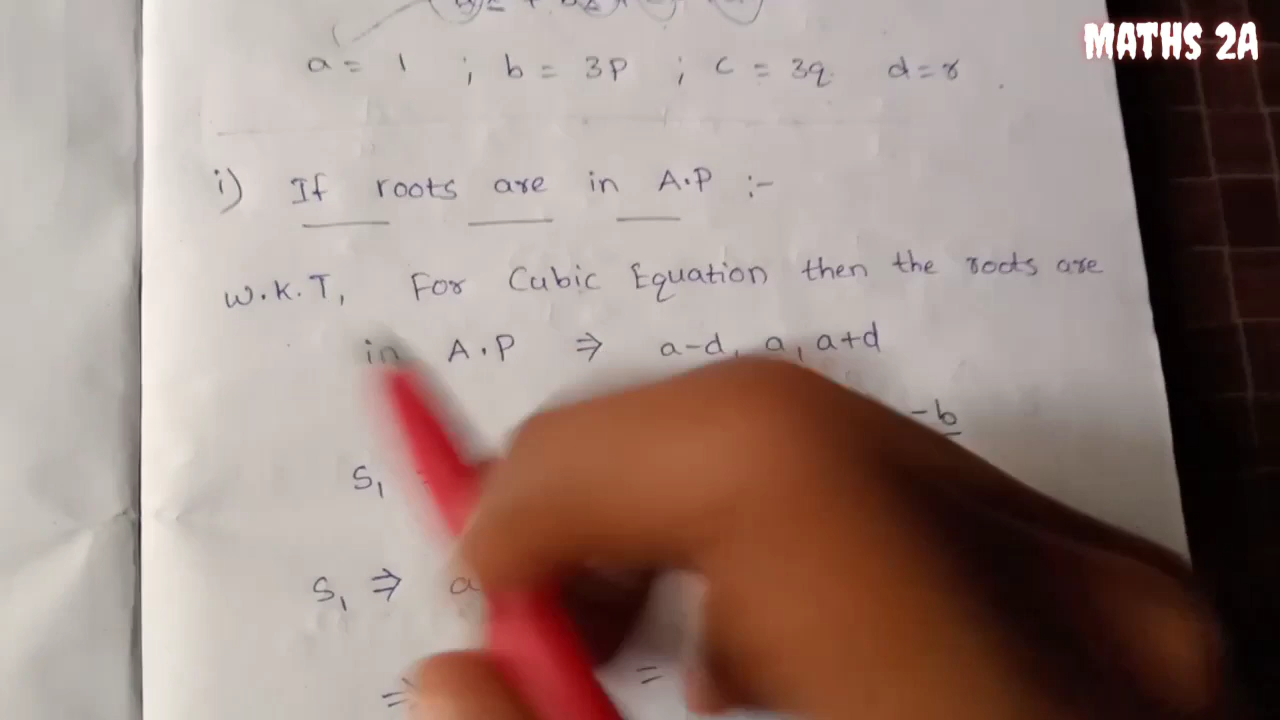 MATHS 2A
a = 1 ; b = 3p ; c = 3q d = r
i) If roots are in A.P :-
W.K.T, For Cubic Equation then the roots are
in A.P ⇒ a-d, a, a+d
-b
S₁
S₁ ⇒ a
⇒ =